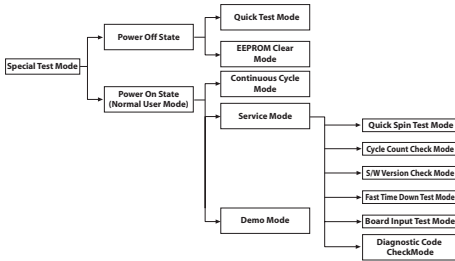 Special Test Mode
Power Off State
Quick Test Mode
EEPROM Clear
Mode
Power On State
(Normal User Mode)
Continuous Cycle
Mode
Service Mode
Quick Spin Test Mode
Cycle Count Check Mode
S/W Version Check Mode
Fast Time Down Test Mode
Board Input Test Mode
Diagnostic Code
CheckMode
Demo Mode